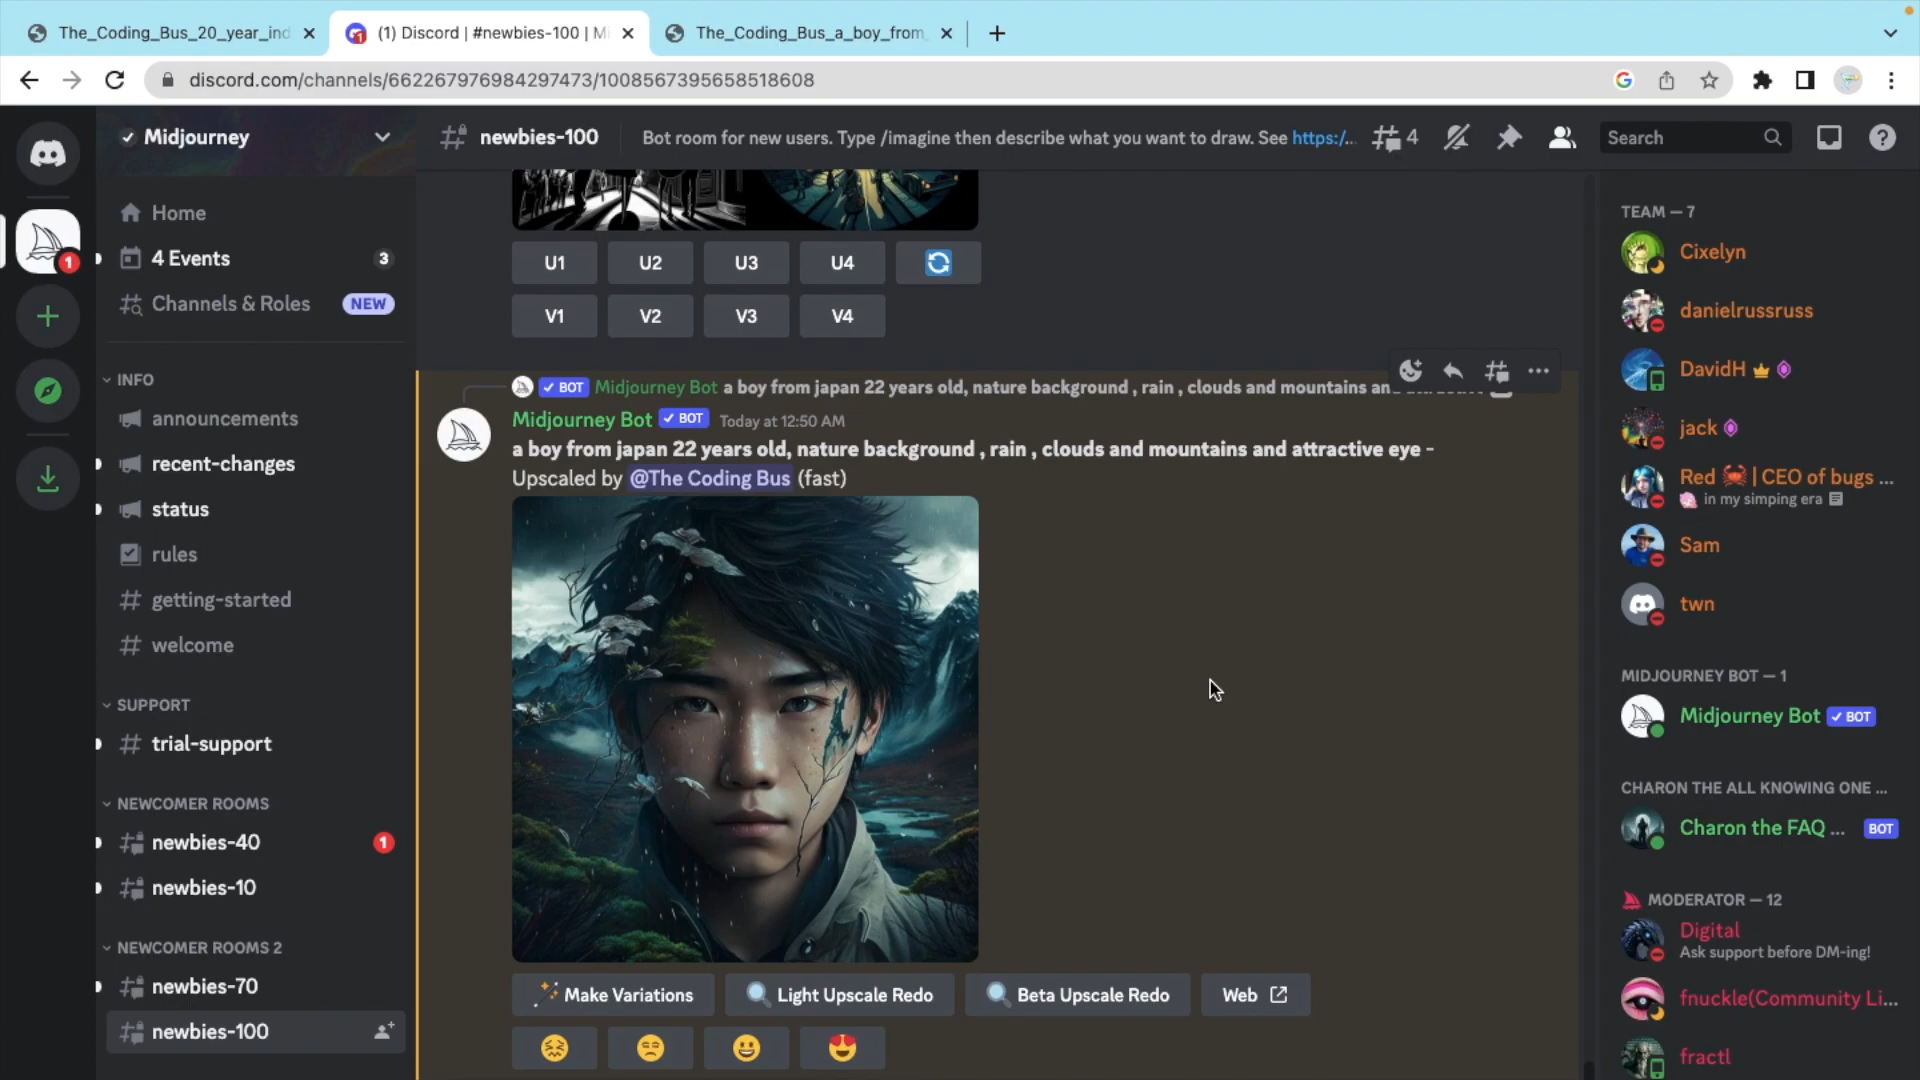 The_Coding_Bus_20_year_ind
(1) Discord | #newbies-100 | Mi
The_Coding_Bus_a_boy_from_
discord.com/channels/662267976984297473/1008567395658518608
Midjourney
newbies-100
Bot room for new users. Type /imagine then describe what you want to draw. See https:/...
4
Search
Home
4 Events
3
Channels & Roles
NEW
INFO
announcements
recent-changes
status
rules
getting-started
welcome
SUPPORT
trial-support
NEWCOMER ROOMS
newbies-40
1
newbies-10
NEWCOMER ROOMS 2
newbies-70
newbies-100
1
U1 U2 U3 U4
V1 V2 V3 V4
BOT Midjourney Bot a boy from japan 22 years old, nature background , rain , clouds and mountains an
Midjourney Bot BOT Today at 12:50 AM
a boy from japan 22 years old, nature background , rain , clouds and mountains and attractive eye -
Upscaled by @The Coding Bus (fast)
Make Variations Light Upscale Redo Beta Upscale Redo Web
TEAM — 7
Cixelyn
danielrussruss
DavidH
jack
Red | CEO of bugs ...
in my simping era
Sam
twn
MIDJOURNEY BOT — 1
Midjourney Bot BOT
CHARON THE ALL KNOWING ONE ...
Charon the FAQ ... BOT
MODERATOR — 12
Digital
Ask support before DM-ing!
fnuckle(Community Li...
fractl